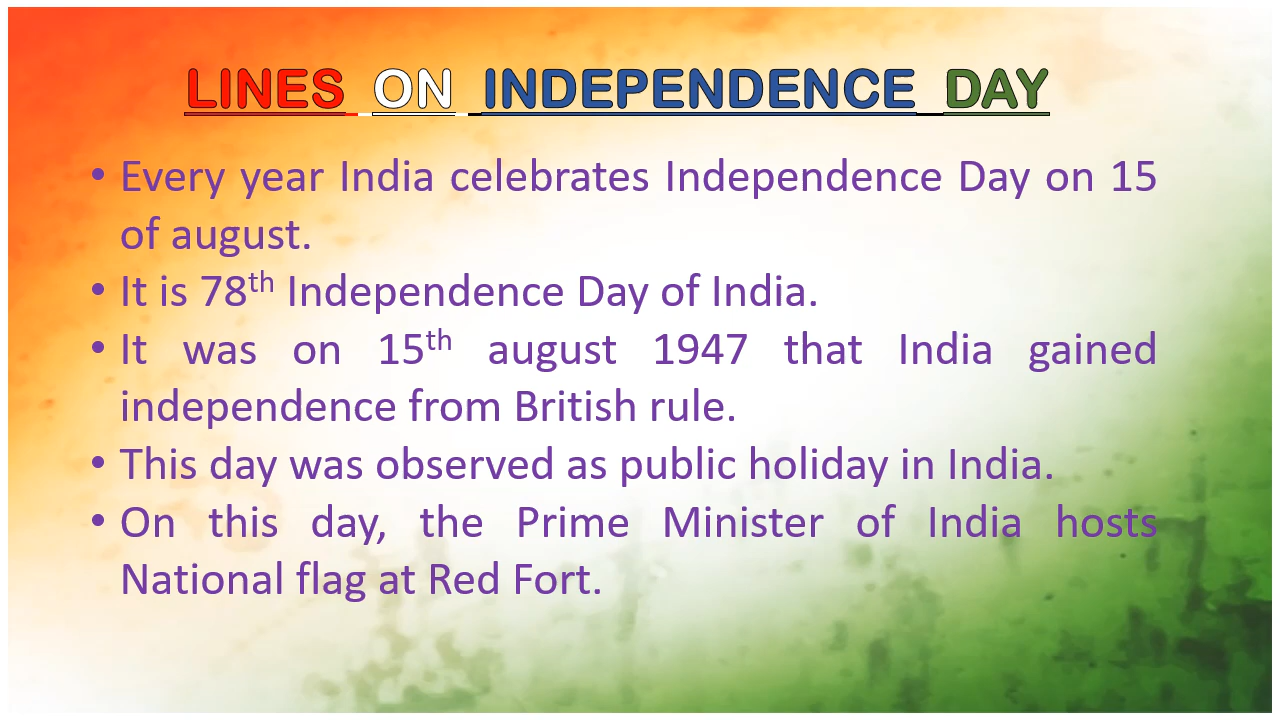 LINES ON INDEPENDENCE DAY
• Every year India celebrates Independence Day on 15
of august.
• It is 78th Independence Day of India.
• It was on 15th august 1947 that India gained
independence from British rule.
• This day was observed as public holiday in India.
• On this day, the Prime Minister of India hosts
National flag at Red Fort.